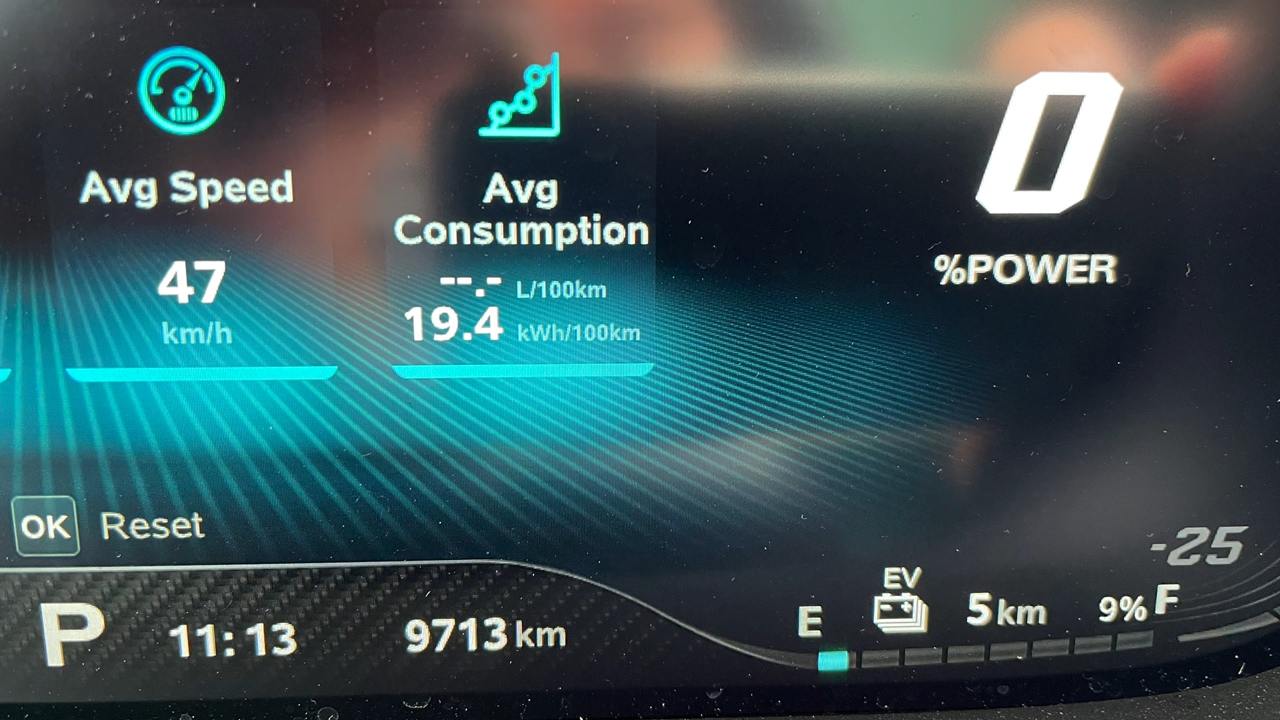 Avg Speed
47
km/h
Avg
Consumption
--.- L/100km
19.4 kWh/100km
0
%POWER
OK Reset
-25
P 11:13 9713 km
E EV 5 km 9% F